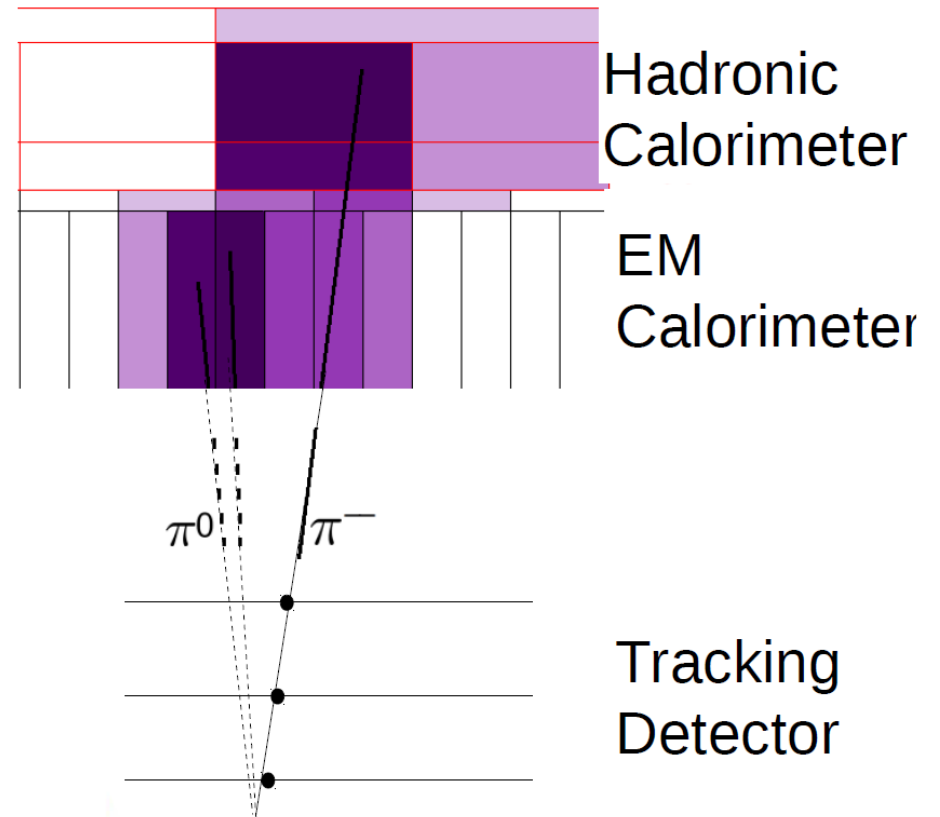 Hadronic
Calorimeter
EM
Calorimeter
π⁰ π⁻
Tracking
Detector